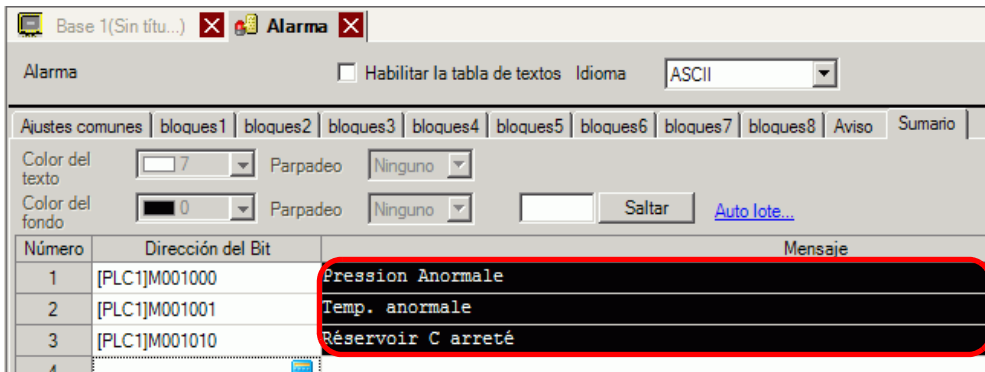 Base 1(Sin títu...) Alarma
Alarma Habilitar la tabla de textos Idioma ASCII
Ajustes comunes bloques1 bloques2 bloques3 bloques4 bloques5 bloques6 bloques7 bloques8 Aviso Sumario
Color del texto 7 Parpadeo Ninguno
Color del fondo 0 Parpadeo Ninguno Saltar Auto lote...
Número Dirección del Bit Mensaje
1 [PLC1]M001000 Pression Anormale
2 [PLC1]M001001 Temp. anormale
3 [PLC1]M001010 Réservoir C arreté
4